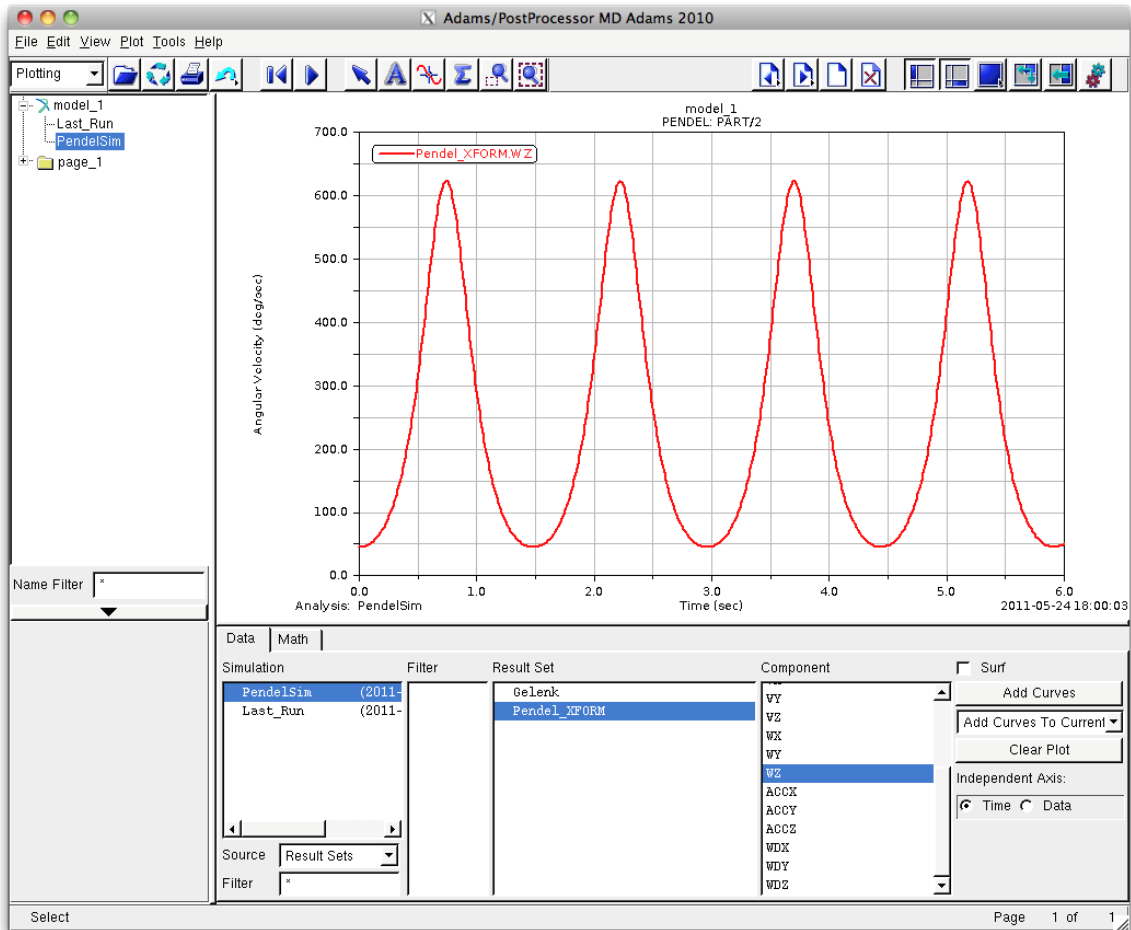 Adams/PostProcessor MD Adams 2010
File Edit View Plot Tools Help
Plotting
model_1
Last_Run
PendelSim
page_1
Name Filter *
model_1
PENDEL: PART/2
Pendel_XFORM.WZ
700.0
600.0
500.0
400.0
300.0
200.0
100.0
0.0
Angular Velocity (deg/sec)
0.0 1.0 2.0 3.0 4.0 5.0 6.0
Analysis: PendelSim Time (sec) 2011-05-24 18:00:03
Data Math
Simulation Filter Result Set Component Surf
PendelSim (2011-
Last_Run (2011-
Gelenk
Pendel_XFORM
VY
VZ
WX
WY
WZ
ACCX
ACCY
ACCZ
WDX
WDY
WDZ
Add Curves
Add Curves To Current
Clear Plot
Independent Axis:
Time Data
Source Result Sets
Filter *
Select Page 1 of 1